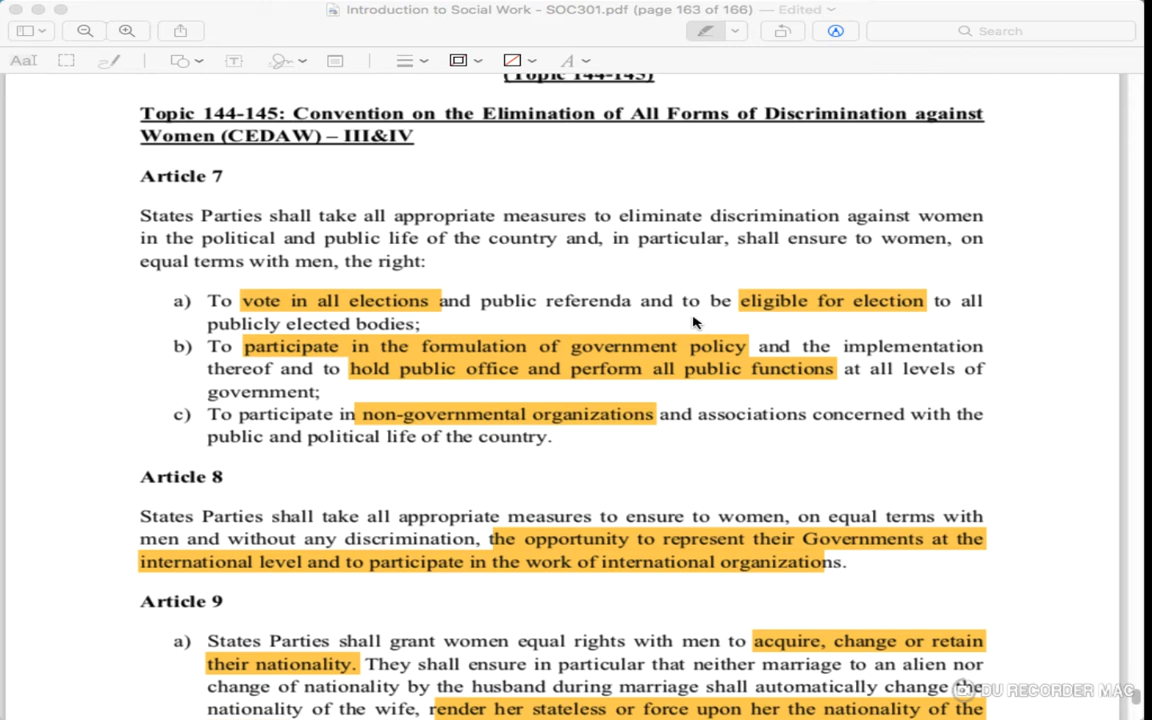 Introduction to Social Work - SOC301.pdf (page 163 of 166) — Edited
Search
AaI T A
(Topic 144-145)
Topic 144-145: Convention on the Elimination of All Forms of Discrimination against
Women (CEDAW) – III&IV
Article 7
States Parties shall take all appropriate measures to eliminate discrimination against women
in the political and public life of the country and, in particular, shall ensure to women, on
equal terms with men, the right:
a) To vote in all elections and public referenda and to be eligible for election to all
publicly elected bodies;
b) To participate in the formulation of government policy and the implementation
thereof and to hold public office and perform all public functions at all levels of
government;
c) To participate in non-governmental organizations and associations concerned with the
public and political life of the country.
Article 8
States Parties shall take all appropriate measures to ensure to women, on equal terms with
men and without any discrimination, the opportunity to represent their Governments at the
international level and to participate in the work of international organizations.
Article 9
a) States Parties shall grant women equal rights with men to acquire, change or retain
their nationality. They shall ensure in particular that neither marriage to an alien nor
change of nationality by the husband during marriage shall automatically change the
nationality of the wife, render her stateless or force upon her the nationality of the
DU RECORDER MAC